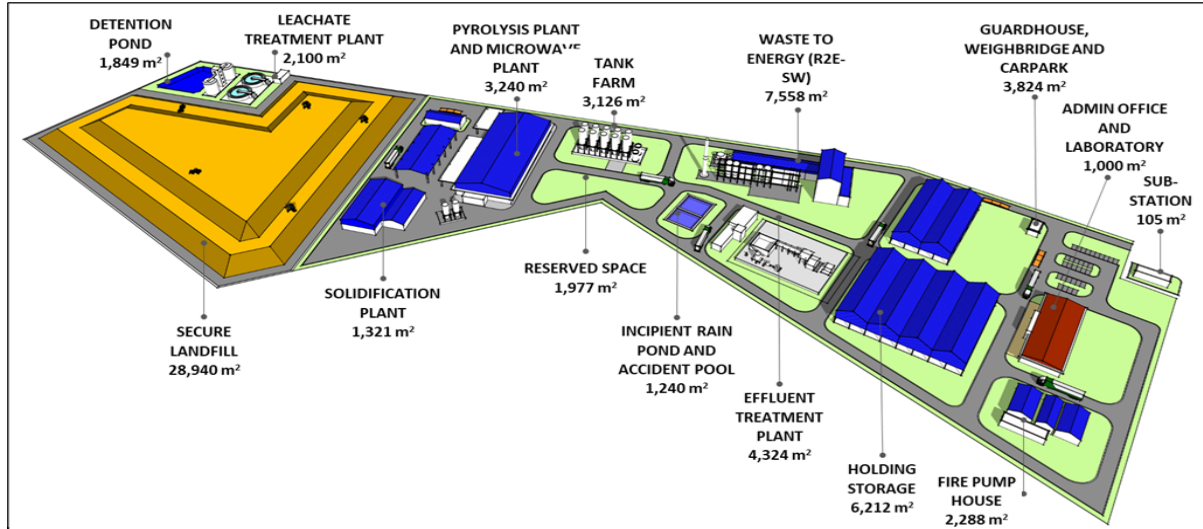 DETENTION
POND
1,849 m²
LEACHATE
TREATMENT PLANT
2,100 m²
PYROLYSIS PLANT
AND MICROWAVE
PLANT
3,240 m²
TANK
FARM
3,126 m²
WASTE TO
ENERGY (R2E-
SW)
7,558 m²
GUARDHOUSE,
WEIGHBRIDGE AND
CARPARK
3,824 m²
ADMIN OFFICE
AND
LABORATORY
1,000 m²
SUB-
STATION
105 m²
SECURE
LANDFILL
28,940 m²
SOLIDIFICATION
PLANT
1,321 m²
RESERVED SPACE
1,977 m²
INCIPIENT RAIN
POND AND
ACCIDENT POOL
1,240 m²
EFFLUENT
TREATMENT
PLANT
4,324 m²
HOLDING
STORAGE
6,212 m²
FIRE PUMP
HOUSE
2,288 m²